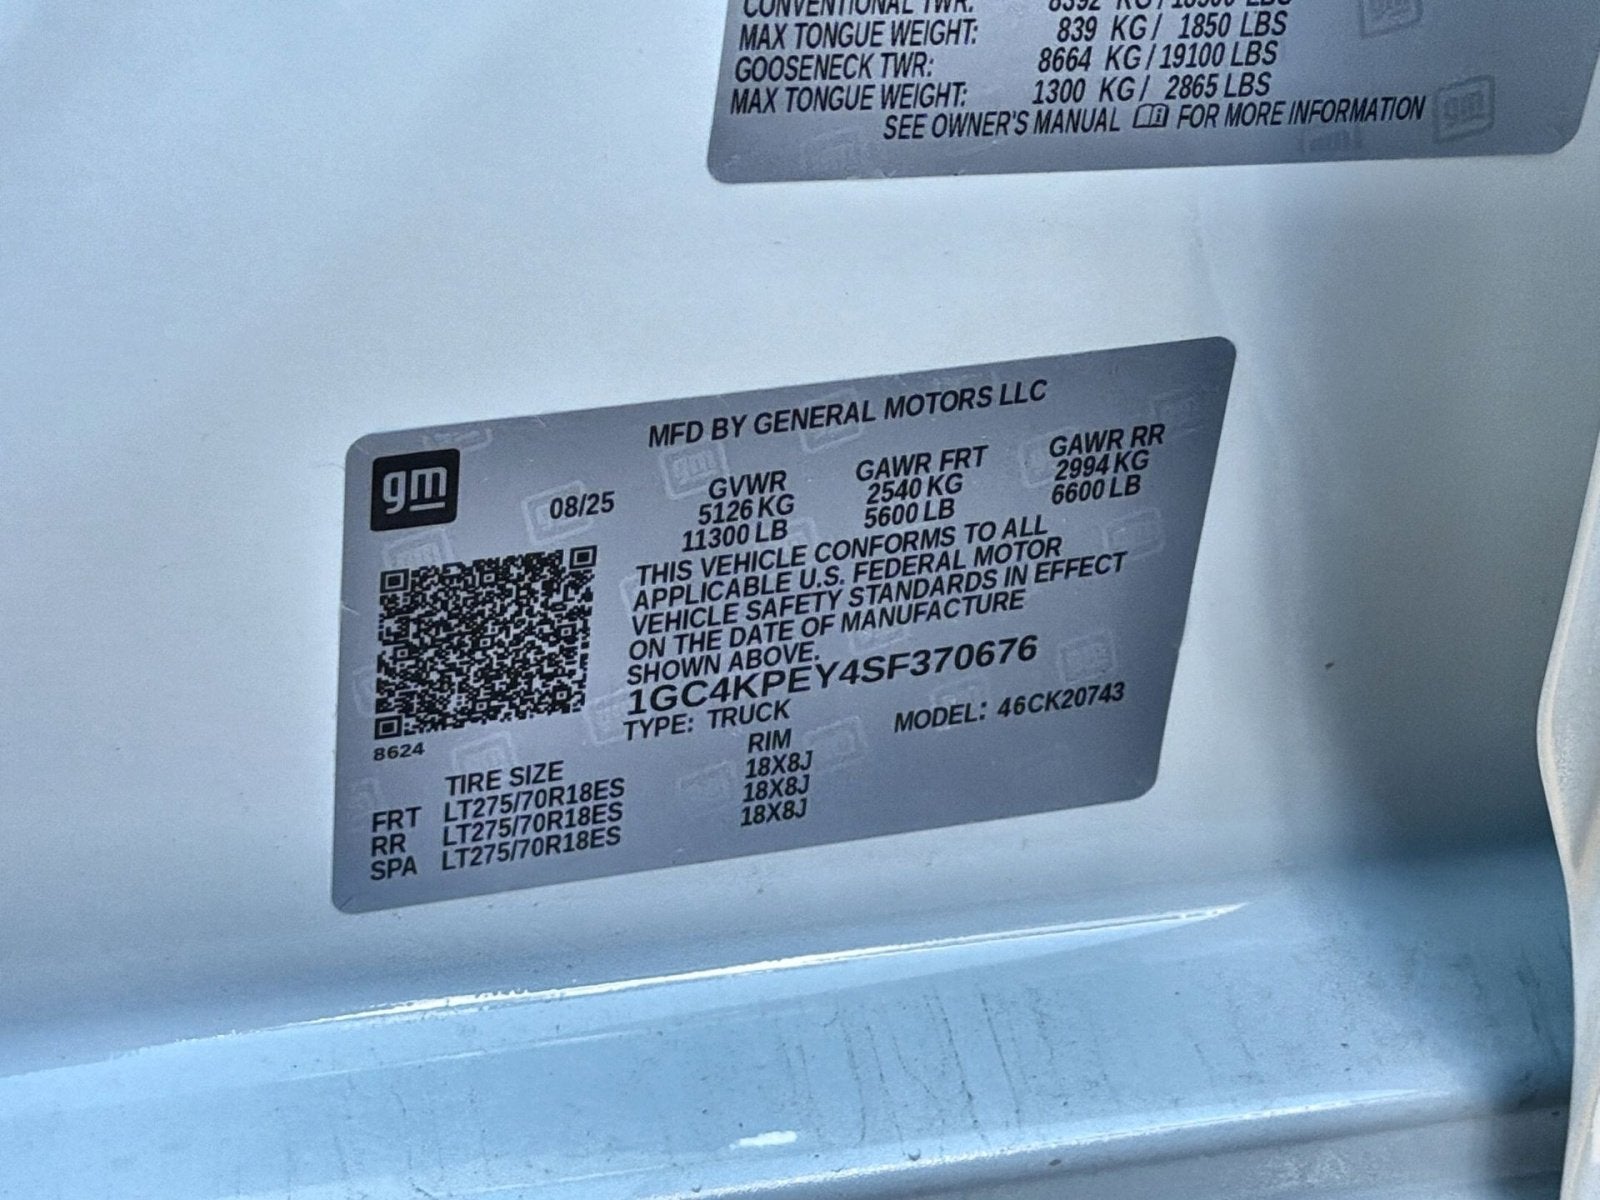 CONVENTIONAL TWR: 8392 KG/18500 LBS
MAX TONGUE WEIGHT: 839 KG/ 1850 LBS
GOOSENECK TWR: 8664 KG/19100 LBS
MAX TONGUE WEIGHT: 1300 KG/ 2865 LBS
SEE OWNER'S MANUAL FOR MORE INFORMATION
MFD BY GENERAL MOTORS LLC
gm
08/25
GVWR GAWR FRT GAWR RR
5126 KG 2540 KG 2994 KG
11300 LB 5600 LB 6600 LB
THIS VEHICLE CONFORMS TO ALL
APPLICABLE U.S. FEDERAL MOTOR
VEHICLE SAFETY STANDARDS IN EFFECT
ON THE DATE OF MANUFACTURE
SHOWN ABOVE.
1GC4KPEY4SF370676
TYPE: TRUCK MODEL: 46CK20743
8624
TIRE SIZE RIM
FRT LT275/70R18ES 18X8J
RR LT275/70R18ES 18X8J
SPA LT275/70R18ES 18X8J